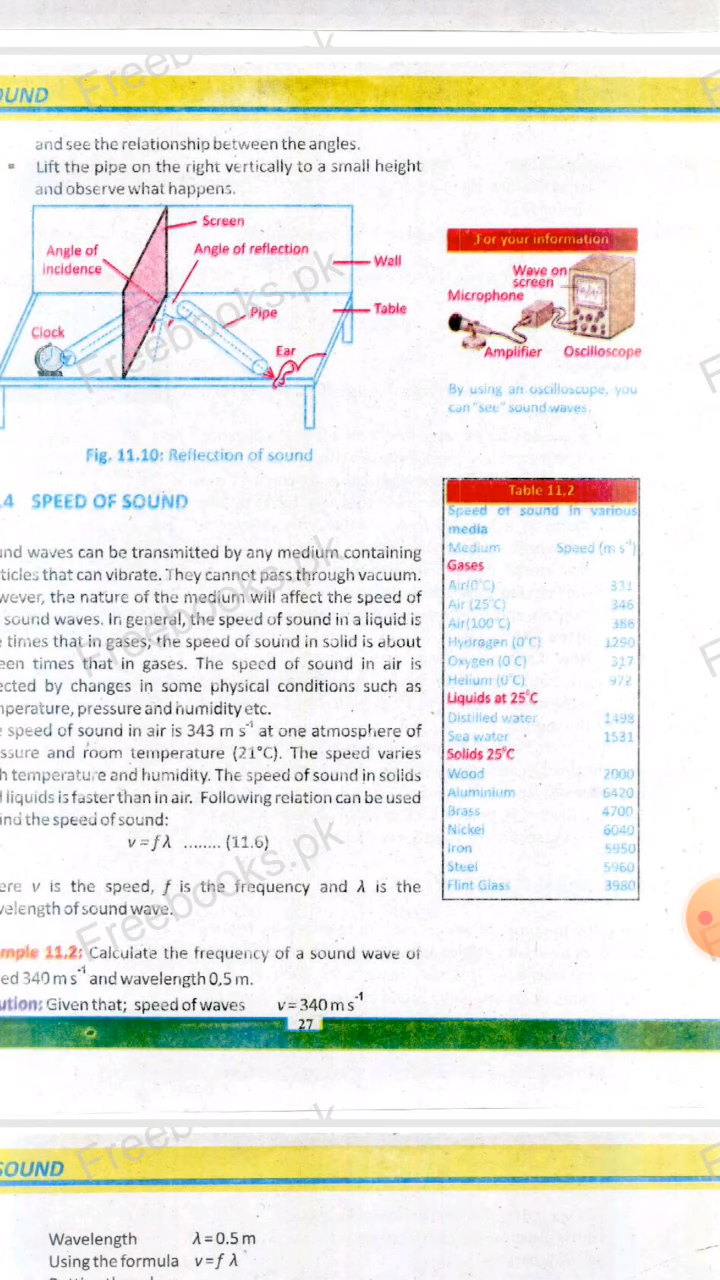 OUND
and see the relationship between the angles.
Lift the pipe on the right vertically to a small height
and observe what happens.
Screen
Angle of
incidence
Angle of reflection
Wall
Pipe
Table
Clock
Ear
Fig. 11.10: Reflection of sound
.4 SPEED OF SOUND
und waves can be transmitted by any medium containing
ticles that can vibrate. They cannot pass through vacuum.
wever, the nature of the medium will affect the speed of
sound waves. In general, the speed of sound in a liquid is
e times that in gases; the speed of sound in solid is about
een times that in gases. The speed of sound in air is
ected by changes in some physical conditions such as
mperature, pressure and humidity etc.
e speed of sound in air is 343 m s⁻¹ at one atmosphere of
ssure and room temperature (21°C). The speed varies
h temperature and humidity. The speed of sound in solids
d liquids is faster than in air. Following relation can be used
ind the speed of sound:
v = f λ ........ (11.6)
ere v is the speed, f is the frequency and λ is the
velength of sound wave.
mple 11.2: Calculate the frequency of a sound wave of
ed 340 m s⁻¹ and wavelength 0.5 m.
ution: Given that; speed of waves v = 340 m s⁻¹
For your information
Wave on
screen
Microphone
Amplifier Oscilloscope
By using an oscilloscope, you
can "see" sound waves.
Table 11.2
Speed of sound in various
media
Medium Speed (m s⁻¹)
Gases
Air(0°C) 331
Air (25°C) 346
Air(100°C) 386
Hydrogen (0°C) 1290
Oxygen (0°C) 317
Helium (0°C) 972
Liquids at 25°C
Distilled water 1498
Sea water 1531
Solids 25°C
Wood 2000
Aluminium 6420
Brass 4700
Nickel 6040
Iron 5950
Steel 5960
Flint Glass 3980
27
Freebooks.pk
Freebooks.pk
Freebooks.pk
SOUND
Wavelength λ = 0.5 m
Using the formula v = f λ